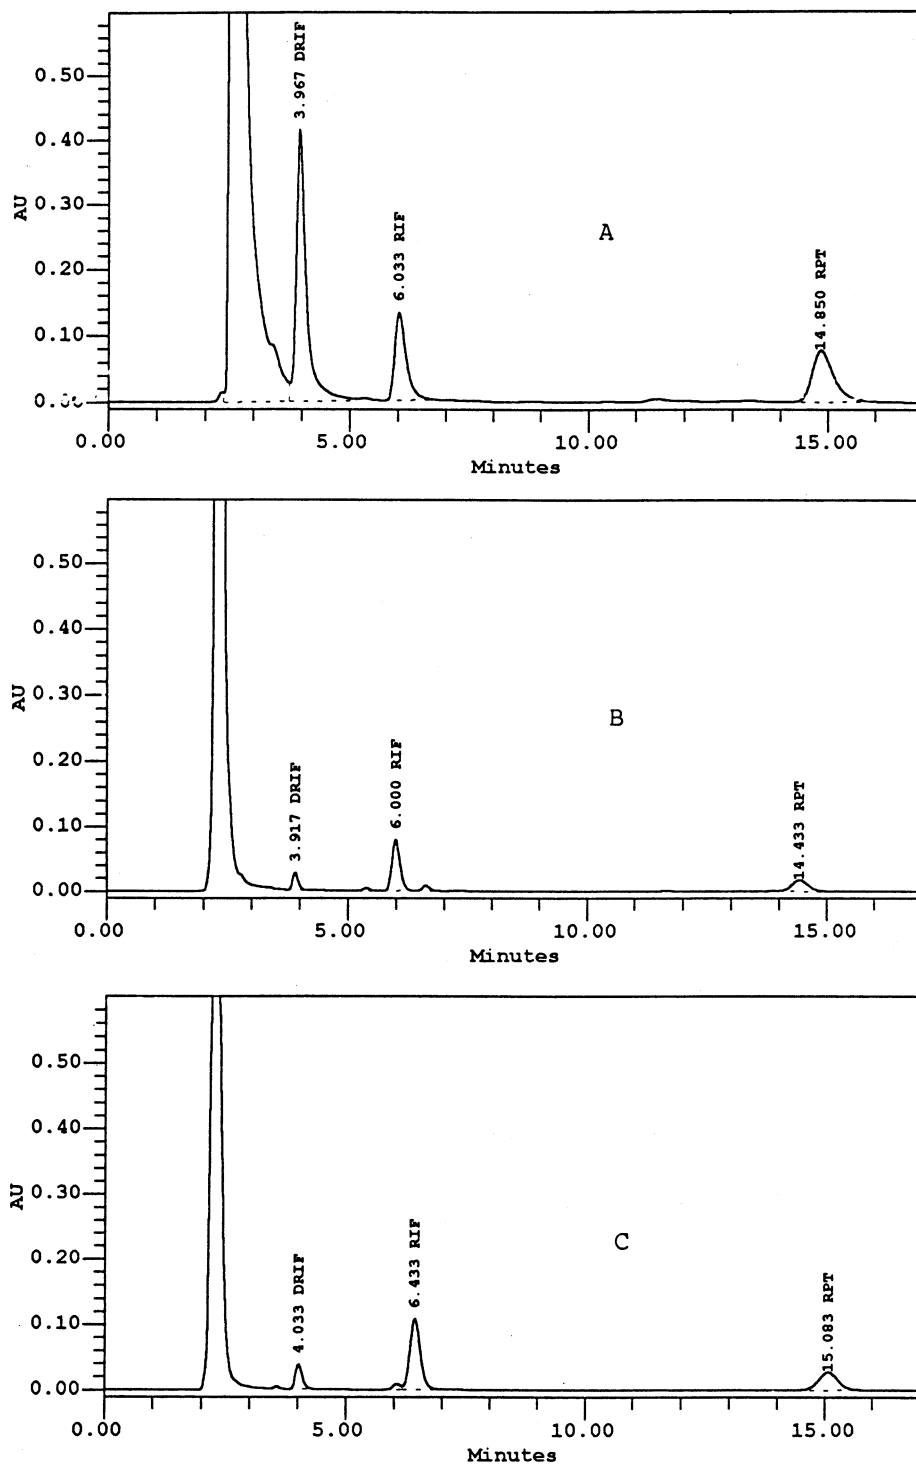 0.50
0.40
0.30
0.20
0.10
AU
3.967 DRIF
6.033 RIF
A
14.850 RPT
0.00
5.00
10.00
15.00
Minutes
0.50
0.40
0.30
0.20
0.10
0.00
AU
3.917 DRIF
6.000 RIF
B
14.433 RPT
0.00
5.00
10.00
15.00
Minutes
0.50
0.40
0.30
0.20
0.10
0.00
AU
4.033 DRIF
6.433 RIF
C
15.083 RPT
0.00
5.00
10.00
15.00
Minutes